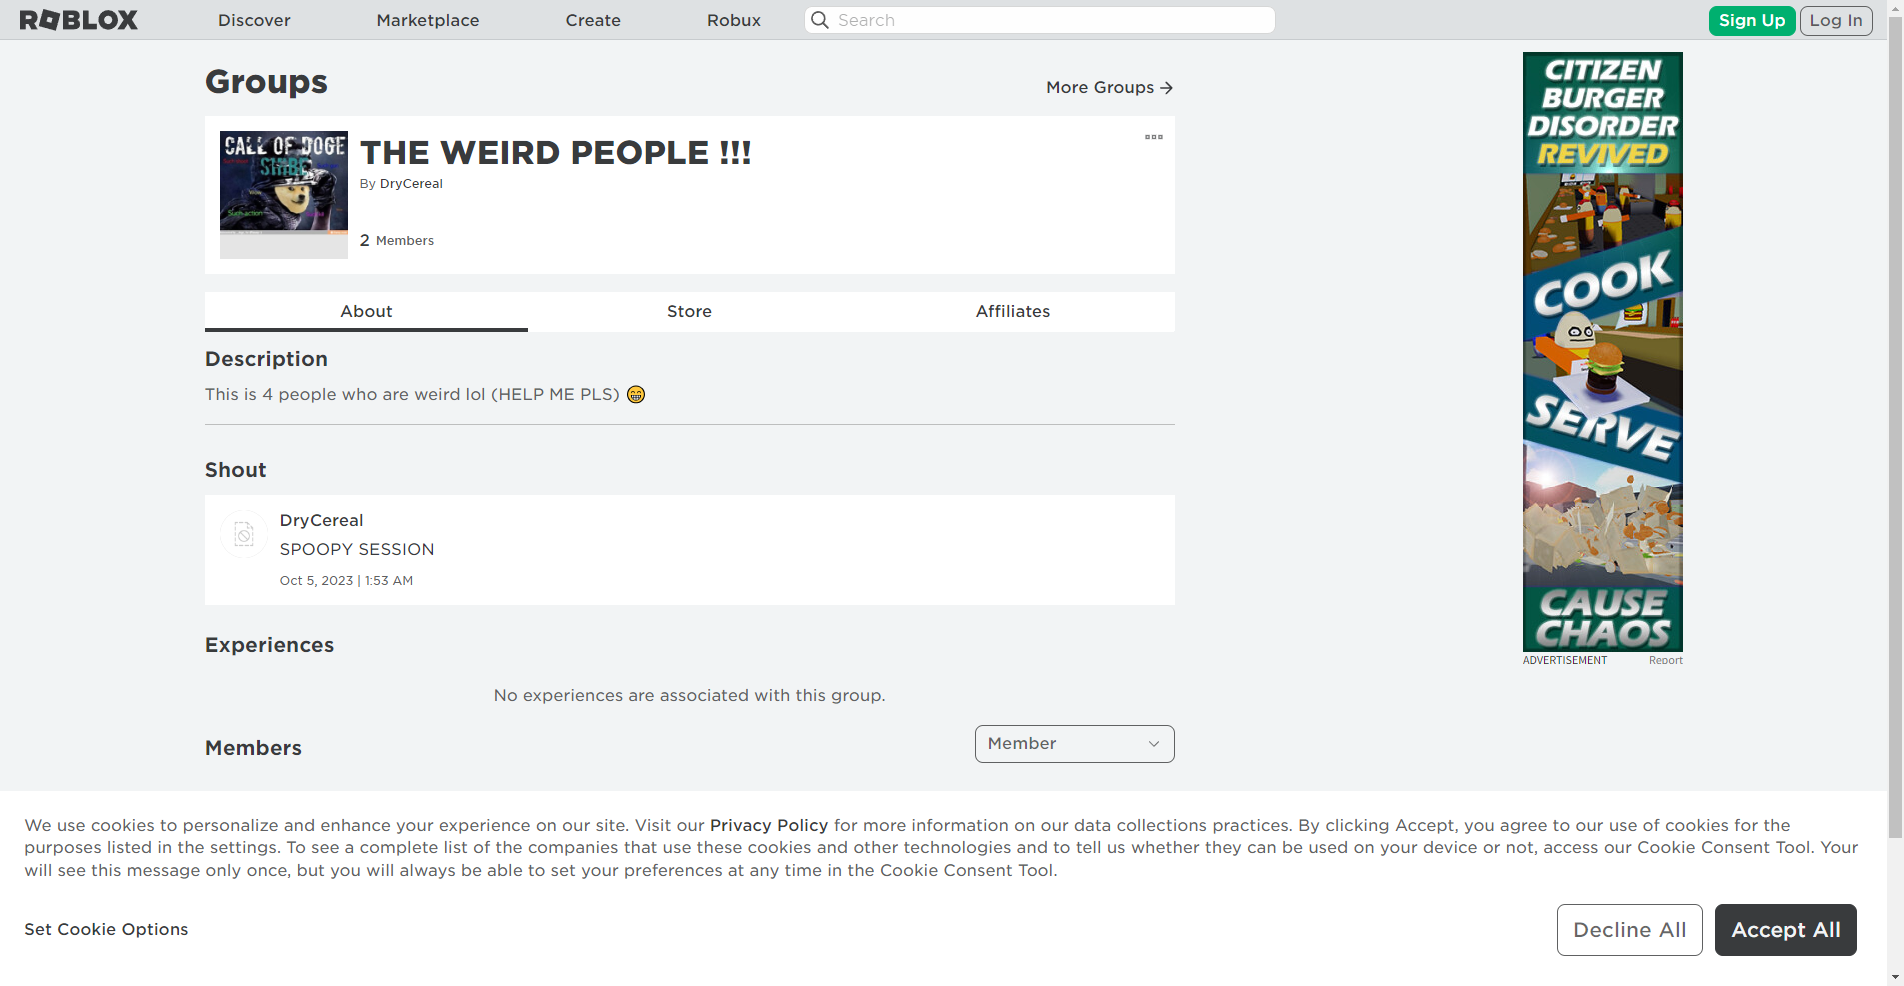 ROBLOX
Discover
Marketplace
Create
Robux
Search
Sign Up
Log In
Groups
More Groups
CALL OF DOGE
SHIBE
Such action
THE WEIRD PEOPLE !!!
By DryCereal
2 Members
About
Store
Affiliates
Description
This is 4 people who are weird lol (HELP ME PLS) 😁
Shout
DryCereal
SPOOPY SESSION
Oct 5, 2023 | 1:53 AM
Experiences
No experiences are associated with this group.
Members
Member
CITIZEN
BURGER
DISORDER
REVIVED
COOK
SERVE
CAUSE
CHAOS
ADVERTISEMENT
Report
We use cookies to personalize and enhance your experience on our site. Visit our Privacy Policy for more information on our data collections practices. By clicking Accept, you agree to our use of cookies for the
purposes listed in the settings. To see a complete list of the companies that use these cookies and other technologies and to tell us whether they can be used on your device or not, access our Cookie Consent Tool. Your
will see this message only once, but you will always be able to set your preferences at any time in the Cookie Consent Tool.
Set Cookie Options
Decline All
Accept All